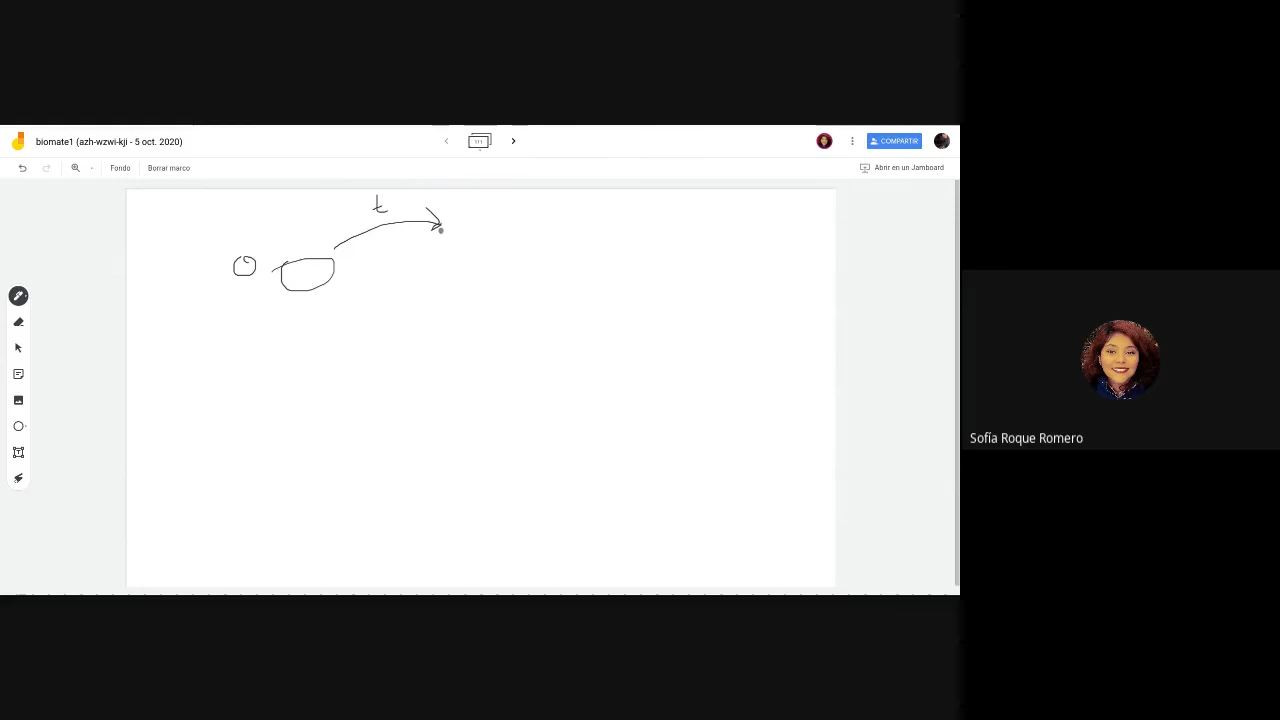 biomate1 (azh-wzwi-kji - 5 oct. 2020)
COMPARTIR
Fondo
Borrar marco
Abrir en un Jamboard
t
Sofía Roque Romero